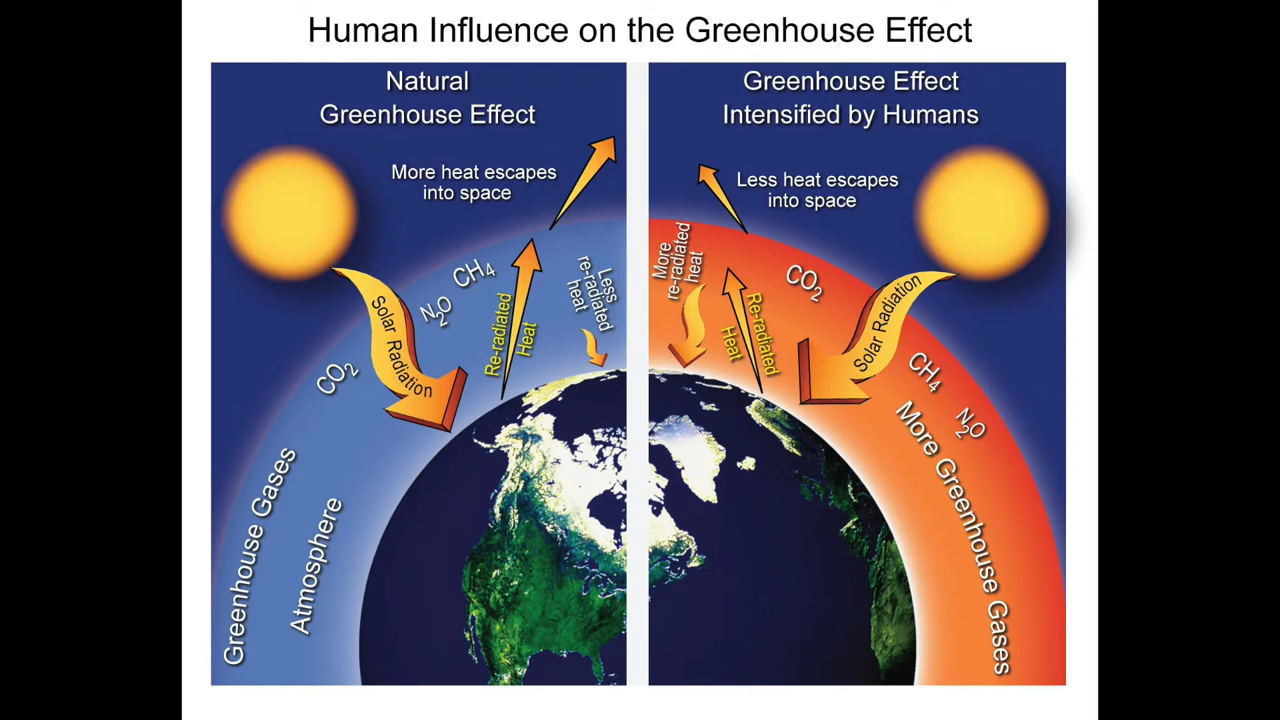 Human Influence on the Greenhouse Effect
Natural
Greenhouse Effect
More heat escapes
into space
CH4
N2O
CO2
Solar Radiation
Re-radiated
Heat
Less
re-radiated
heat
Greenhouse Gases
Atmosphere
Greenhouse Effect
Intensified by Humans
Less heat escapes
into space
More
re-radiated
heat
Re-radiated
Heat
CO2
Solar Radiation
CH4
N2O
More Greenhouse Gases